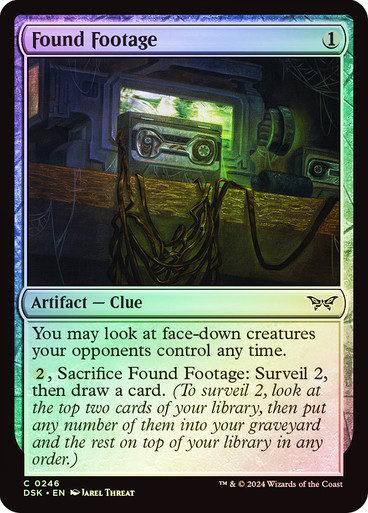 Found Footage 1
Artifact — Clue
You may look at face-down creatures
your opponents control any time.
2, Sacrifice Found Footage: Surveil 2,
then draw a card. (To surveil 2, look
at the top two cards of your library, then put
any number of them into your graveyard
and the rest on top of your library in any
order.)
C 0246
DSK • EN JAREL THREAT
™ & © 2024 Wizards of the Coast